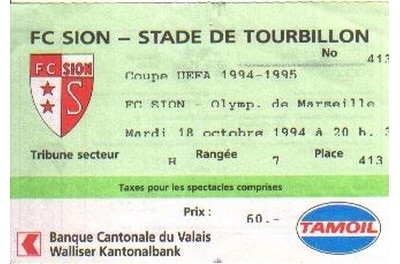 FC SION – STADE DE TOURBILLON
No 413
FC SION
Coupe UEFA 1994-1995
FC SION - Olymp. de Marseille
Mardi 18 octobre 1994 à 20 h.
Tribune secteur H Rangée 7 Place 413
Taxes pour les spectacles comprises
Prix : 60.-
TAMOIL
Banque Cantonale du Valais
Walliser Kantonalbank